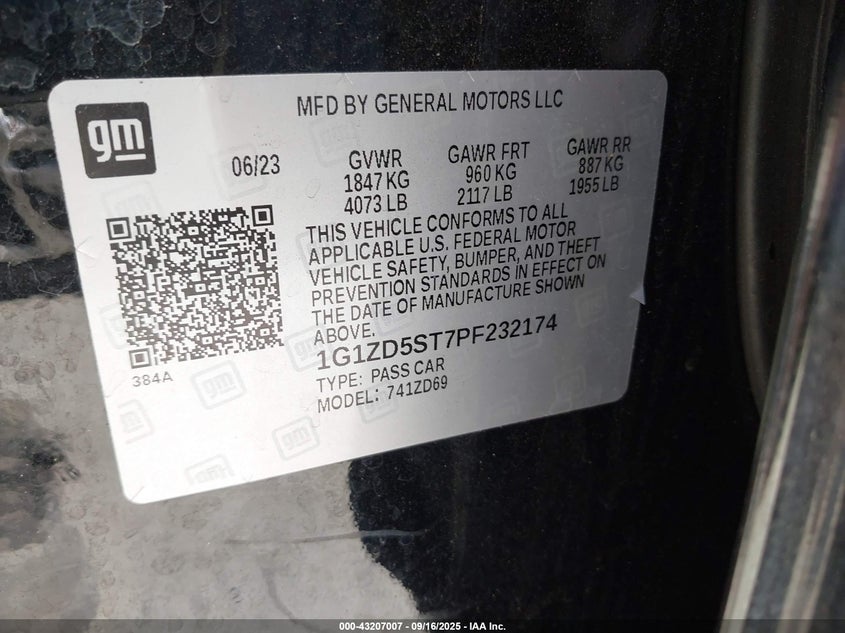 MFD BY GENERAL MOTORS LLC
gm
06/23
GVWR
1847 KG
4073 LB
GAWR FRT
960 KG
2117 LB
GAWR RR
887 KG
1955 LB
THIS VEHICLE CONFORMS TO ALL
APPLICABLE U.S. FEDERAL MOTOR
VEHICLE SAFETY, BUMPER, AND THEFT
PREVENTION STANDARDS IN EFFECT ON
THE DATE OF MANUFACTURE SHOWN
ABOVE.
1G1ZD5ST7PF232174
TYPE: PASS CAR
MODEL: 741ZD69
384A
gm
000-43207007 - 09/16/2025 - IAA Inc.